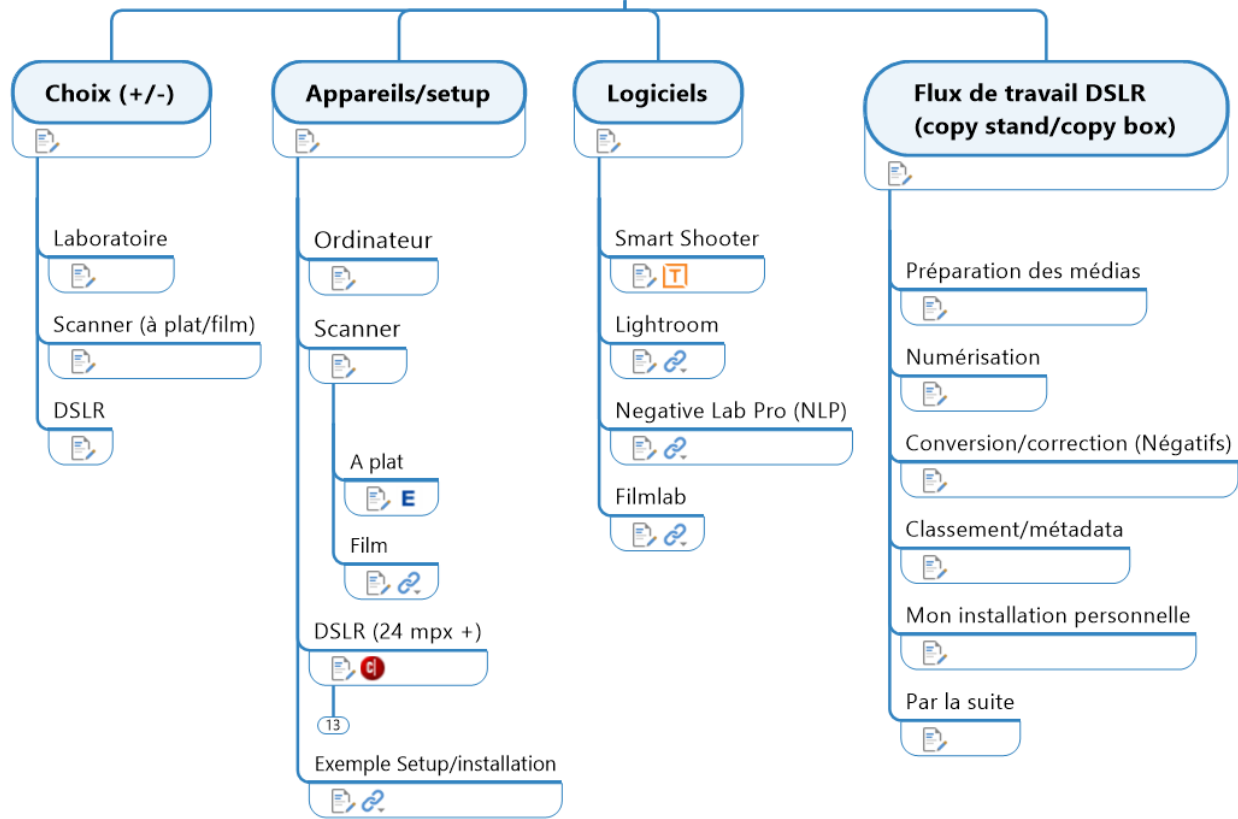 Choix (+/-)
Laboratoire
Scanner (à plat/film)
DSLR
Appareils/setup
Ordinateur
Scanner
A plat
E
Film
DSLR (24 mpx +)
C
13
Exemple Setup/installation
Logiciels
Smart Shooter
T
Lightroom
Negative Lab Pro (NLP)
Filmlab
Flux de travail DSLR
(copy stand/copy box)
Préparation des médias
Numérisation
Conversion/correction (Négatifs)
Classement/métadata
Mon installation personnelle
Par la suite